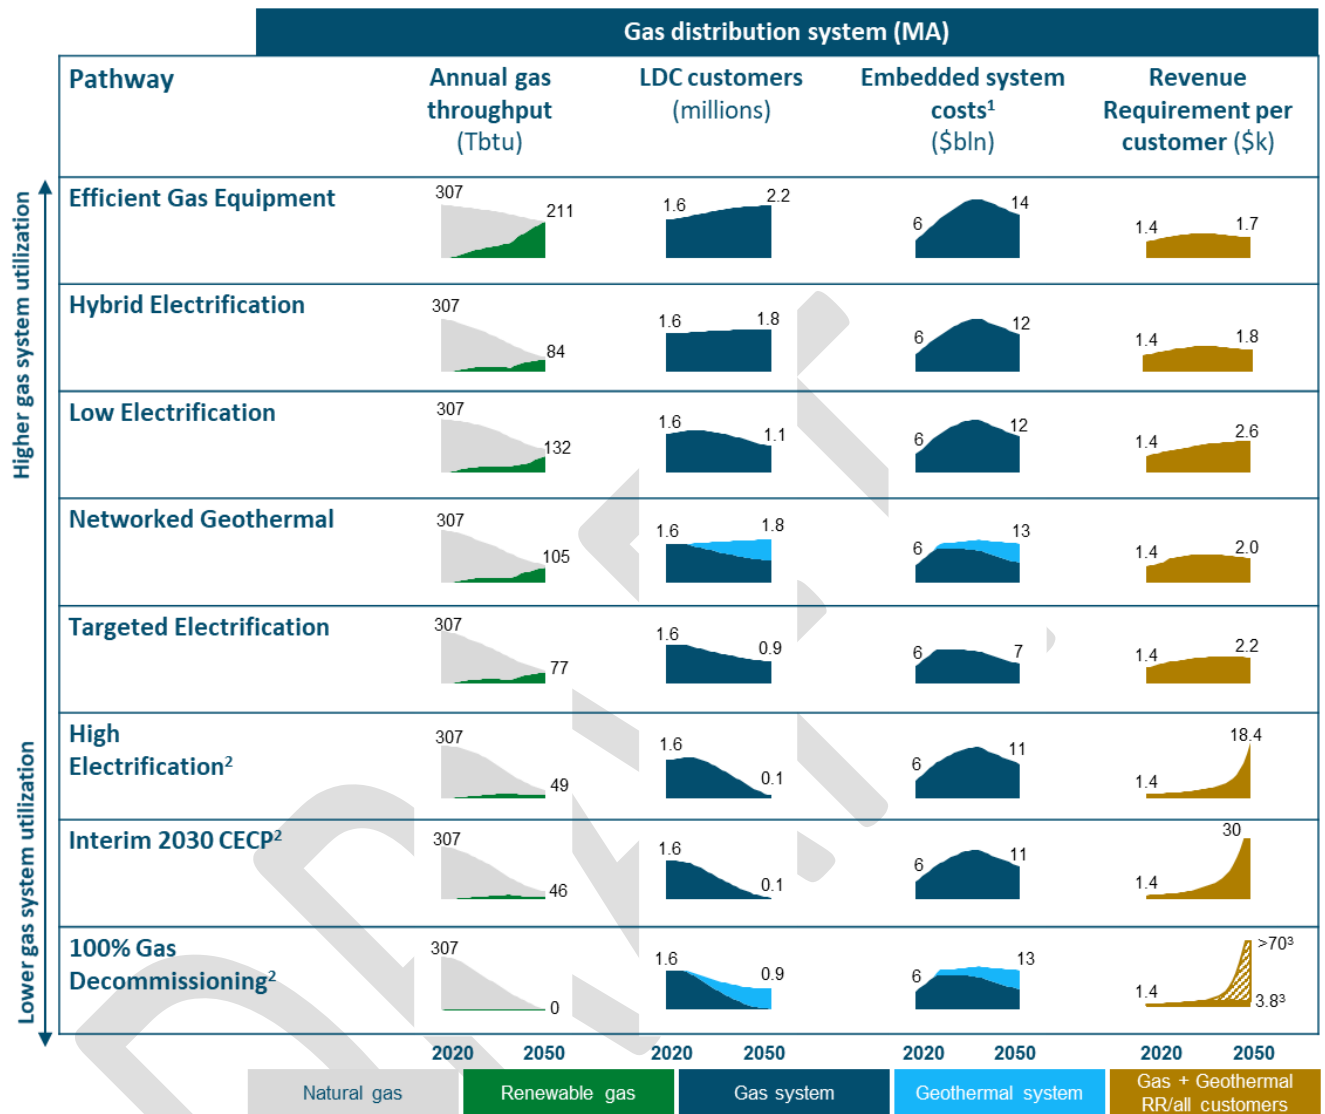 Gas distribution system (MA)
Pathway
Annual gas
throughput
(Tbtu)
LDC customers
(millions)
Embedded system
costs¹
($bln)
Revenue
Requirement per
customer ($k)
Higher gas system utilization
Lower gas system utilization
Efficient Gas Equipment
307
211
1.6
2.2
6
14
1.4
1.7
Hybrid Electrification
307
84
1.6
1.8
6
12
1.4
1.8
Low Electrification
307
132
1.6
1.1
6
12
1.4
2.6
Networked Geothermal
307
105
1.6
1.8
6
13
1.4
2.0
Targeted Electrification
307
77
1.6
0.9
6
7
1.4
2.2
High
Electrification²
307
49
1.6
0.1
6
11
1.4
18.4
Interim 2030 CECP²
307
46
1.6
0.1
6
11
1.4
30
100% Gas
Decommissioning²
307
0
1.6
0.9
6
13
1.4
>70³
3.8³
2020 2050 2020 2050 2020 2050 2020 2050
Natural gas
Renewable gas
Gas system
Geothermal system
Gas + Geothermal
RR/all customers
DRAFT